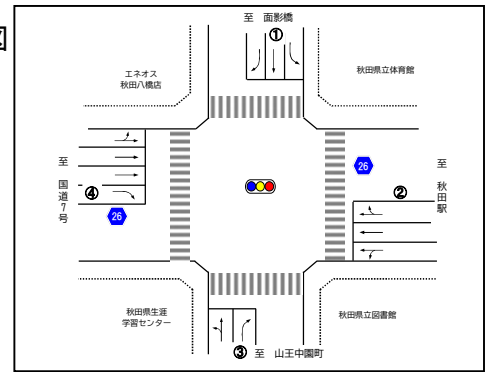 図
至 面影橋
①
エネオス
秋田八橋店
秋田県立体育館
至 国道7号
④
26
26
②
至 秋田駅
秋田県生涯
学習センター
秋田県立図書館
③ 至 山王中園町